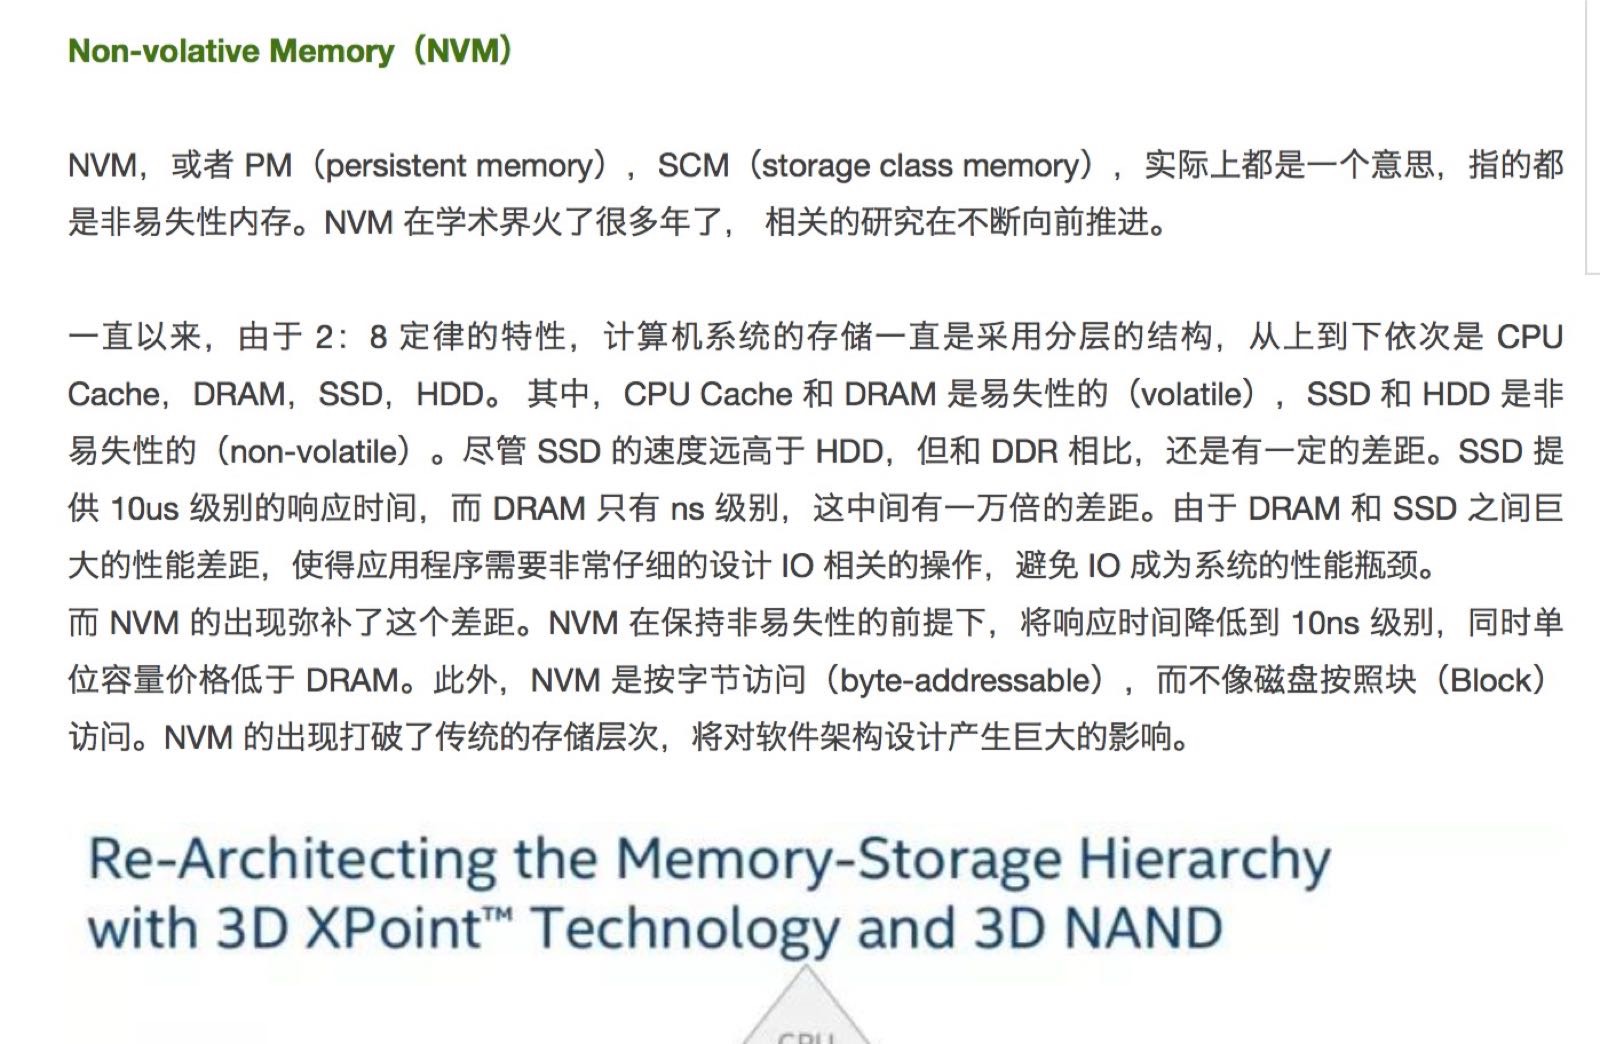 Non-volative Memory（NVM）
NVM，或者 PM（persistent memory），SCM（storage class memory），实际上都是一个意思，指的都
是非易失性内存。NVM 在学术界火了很多年了， 相关的研究在不断向前推进。
一直以来，由于 2：8 定律的特性，计算机系统的存储一直是采用分层的结构，从上到下依次是 CPU
Cache，DRAM，SSD，HDD。 其中，CPU Cache 和 DRAM 是易失性的（volatile），SSD 和 HDD 是非
易失性的（non-volatile）。尽管 SSD 的速度远高于 HDD，但和 DDR 相比，还是有一定的差距。SSD 提
供 10us 级别的响应时间，而 DRAM 只有 ns 级别，这中间有一万倍的差距。由于 DRAM 和 SSD 之间巨
大的性能差距，使得应用程序需要非常仔细的设计 IO 相关的操作，避免 IO 成为系统的性能瓶颈。
而 NVM 的出现弥补了这个差距。NVM 在保持非易失性的前提下，将响应时间降低到 10ns 级别，同时单
位容量价格低于 DRAM。此外，NVM 是按字节访问（byte-addressable），而不像磁盘按照块（Block）
访问。NVM 的出现打破了传统的存储层次，将对软件架构设计产生巨大的影响。
Re-Architecting the Memory-Storage Hierarchy
with 3D XPoint™ Technology and 3D NAND
CPU